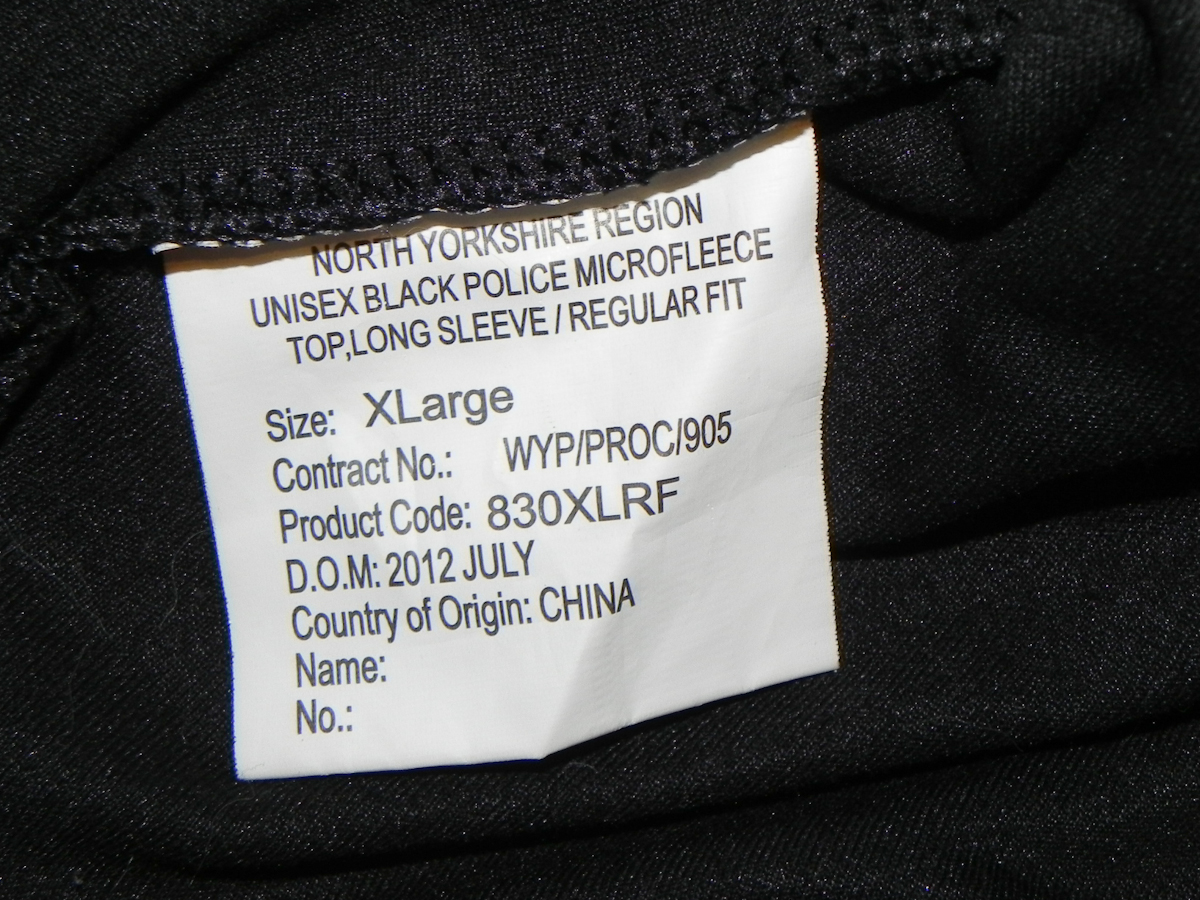 NORTH YORKSHIRE REGION
UNISEX BLACK POLICE MICROFLEECE
TOP,LONG SLEEVE / REGULAR FIT
Size: XLarge
Contract No.: WYP/PROC/905
Product Code: 830XLRF
D.O.M: 2012 JULY
Country of Origin: CHINA
Name:
No.: